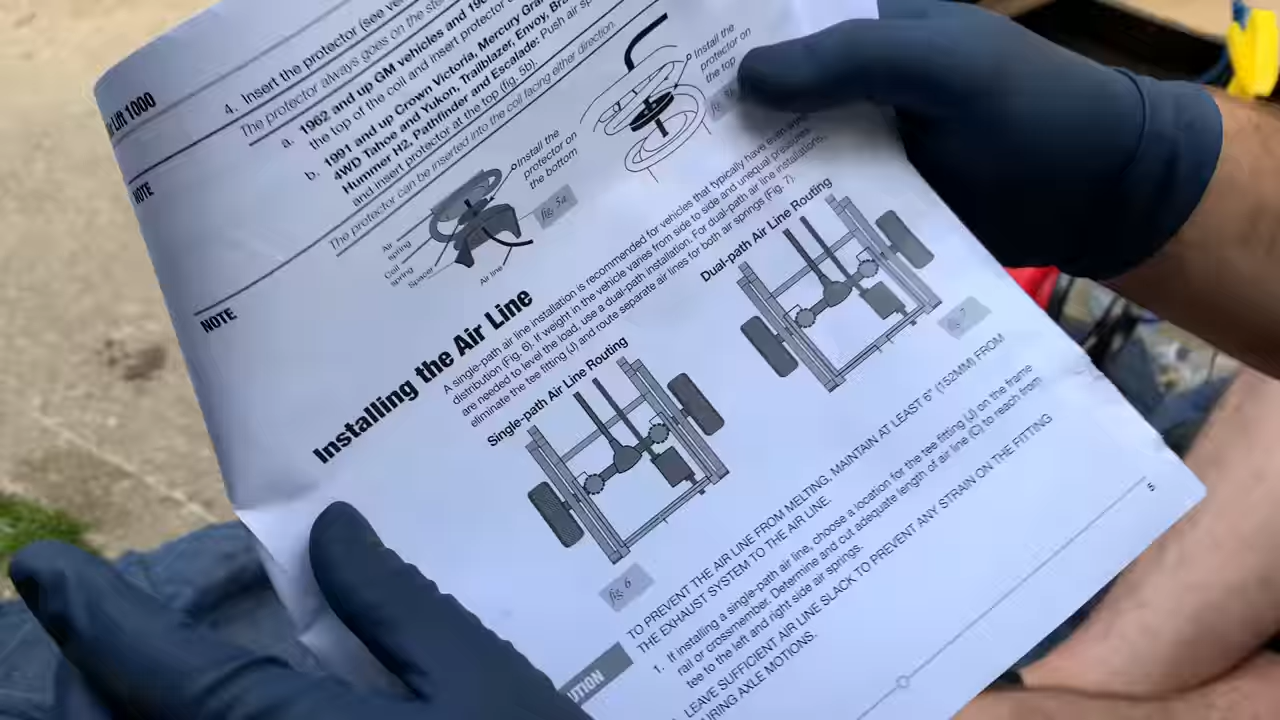 Lift 1000
4. Insert the protector (see
The protector always goes on the
a. 1962 and up GM vehicles and
the top of the coil and insert protector
b. 1991 and up Crown Victoria, Mercury
4WD Tahoe and Yukon, Trailblazer, Envoy,
Hummer H2, Pathfinder and Escalade: Push air
and insert protector at the top (fig. 5b).
NOTE
The protector can be inserted into the coil facing either direction.
Install the
protector on
the top
Install the
protector on
the bottom
fig. 5a
Air
spring
Coil
spring
Spacer
Air line
NOTE
Installing the Air Line
A single-path air line installation is recommended for vehicles that typically have even
distribution (Fig. 6). If weight in the vehicle varies from side to side and unequal pressures
are needed to level the load, use a dual-path installation. For dual-path air line installations,
eliminate the tee fitting (J) and route separate air lines for both air springs (Fig. 7).
Single-path Air Line Routing
Dual-path Air Line Routing
fig. 6
fig. 7
TO PREVENT THE AIR LINE FROM MELTING, MAINTAIN AT LEAST 6" (152MM) FROM
THE EXHAUST SYSTEM TO THE AIR LINE.
1. If installing a single-path air line, choose a location for the tee fitting (J) on the frame
rail or crossmember. Determine and cut adequate length of air line (C) to reach from
tee to the left and right side air springs.
LEAVE SUFFICIENT AIR LINE SLACK TO PREVENT ANY STRAIN ON THE FITTING
AXLE MOTIONS.
5